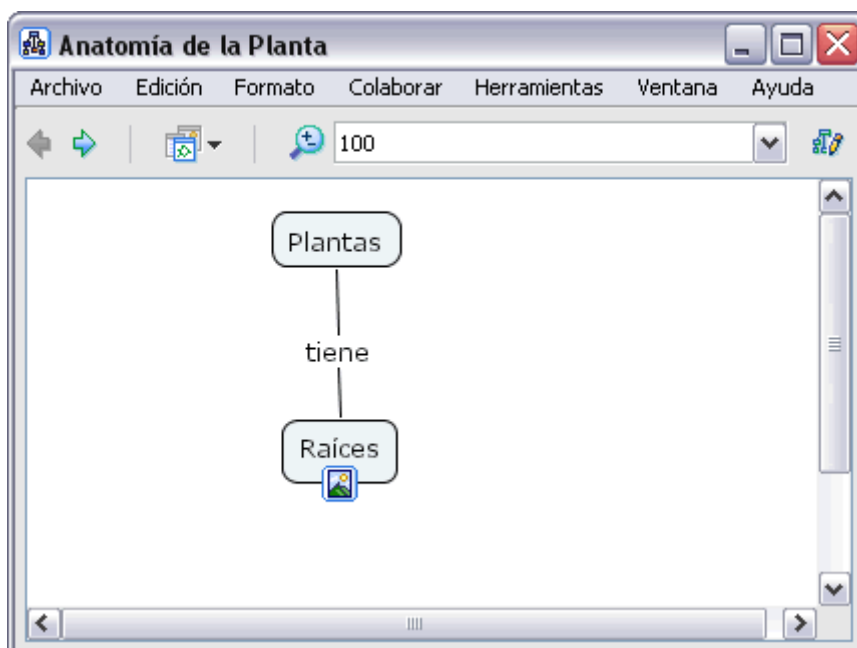 Anatomía de la Planta
Archivo Edición Formato Colaborar Herramientas Ventana Ayuda
100
Plantas
tiene
Raíces